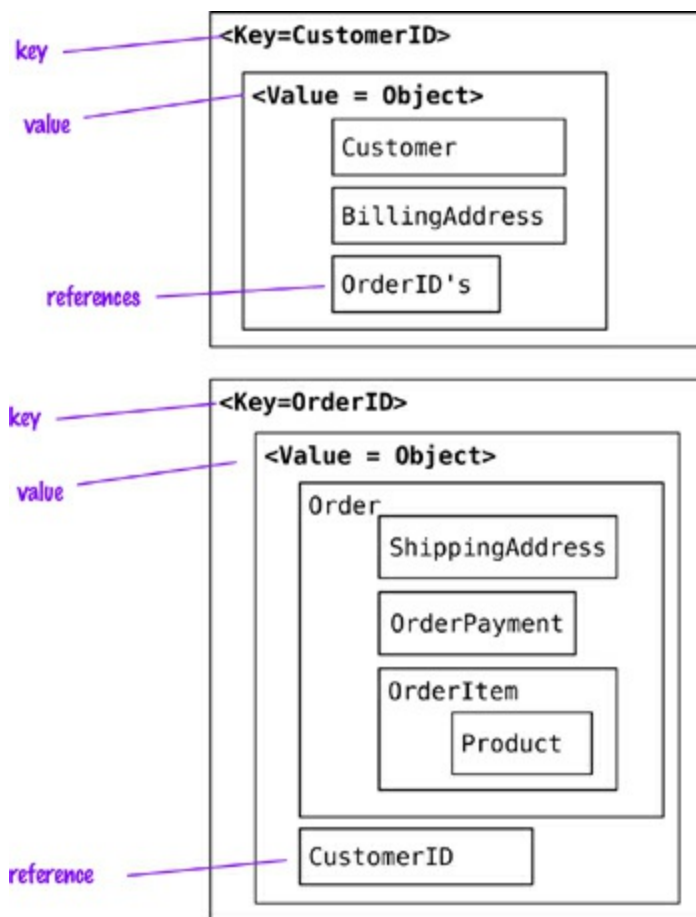 key
<Key=CustomerID>
value
<Value = Object>
Customer
BillingAddress
references
OrderID's
key
<Key=OrderID>
value
<Value = Object>
Order
ShippingAddress
OrderPayment
OrderItem
Product
reference
CustomerID